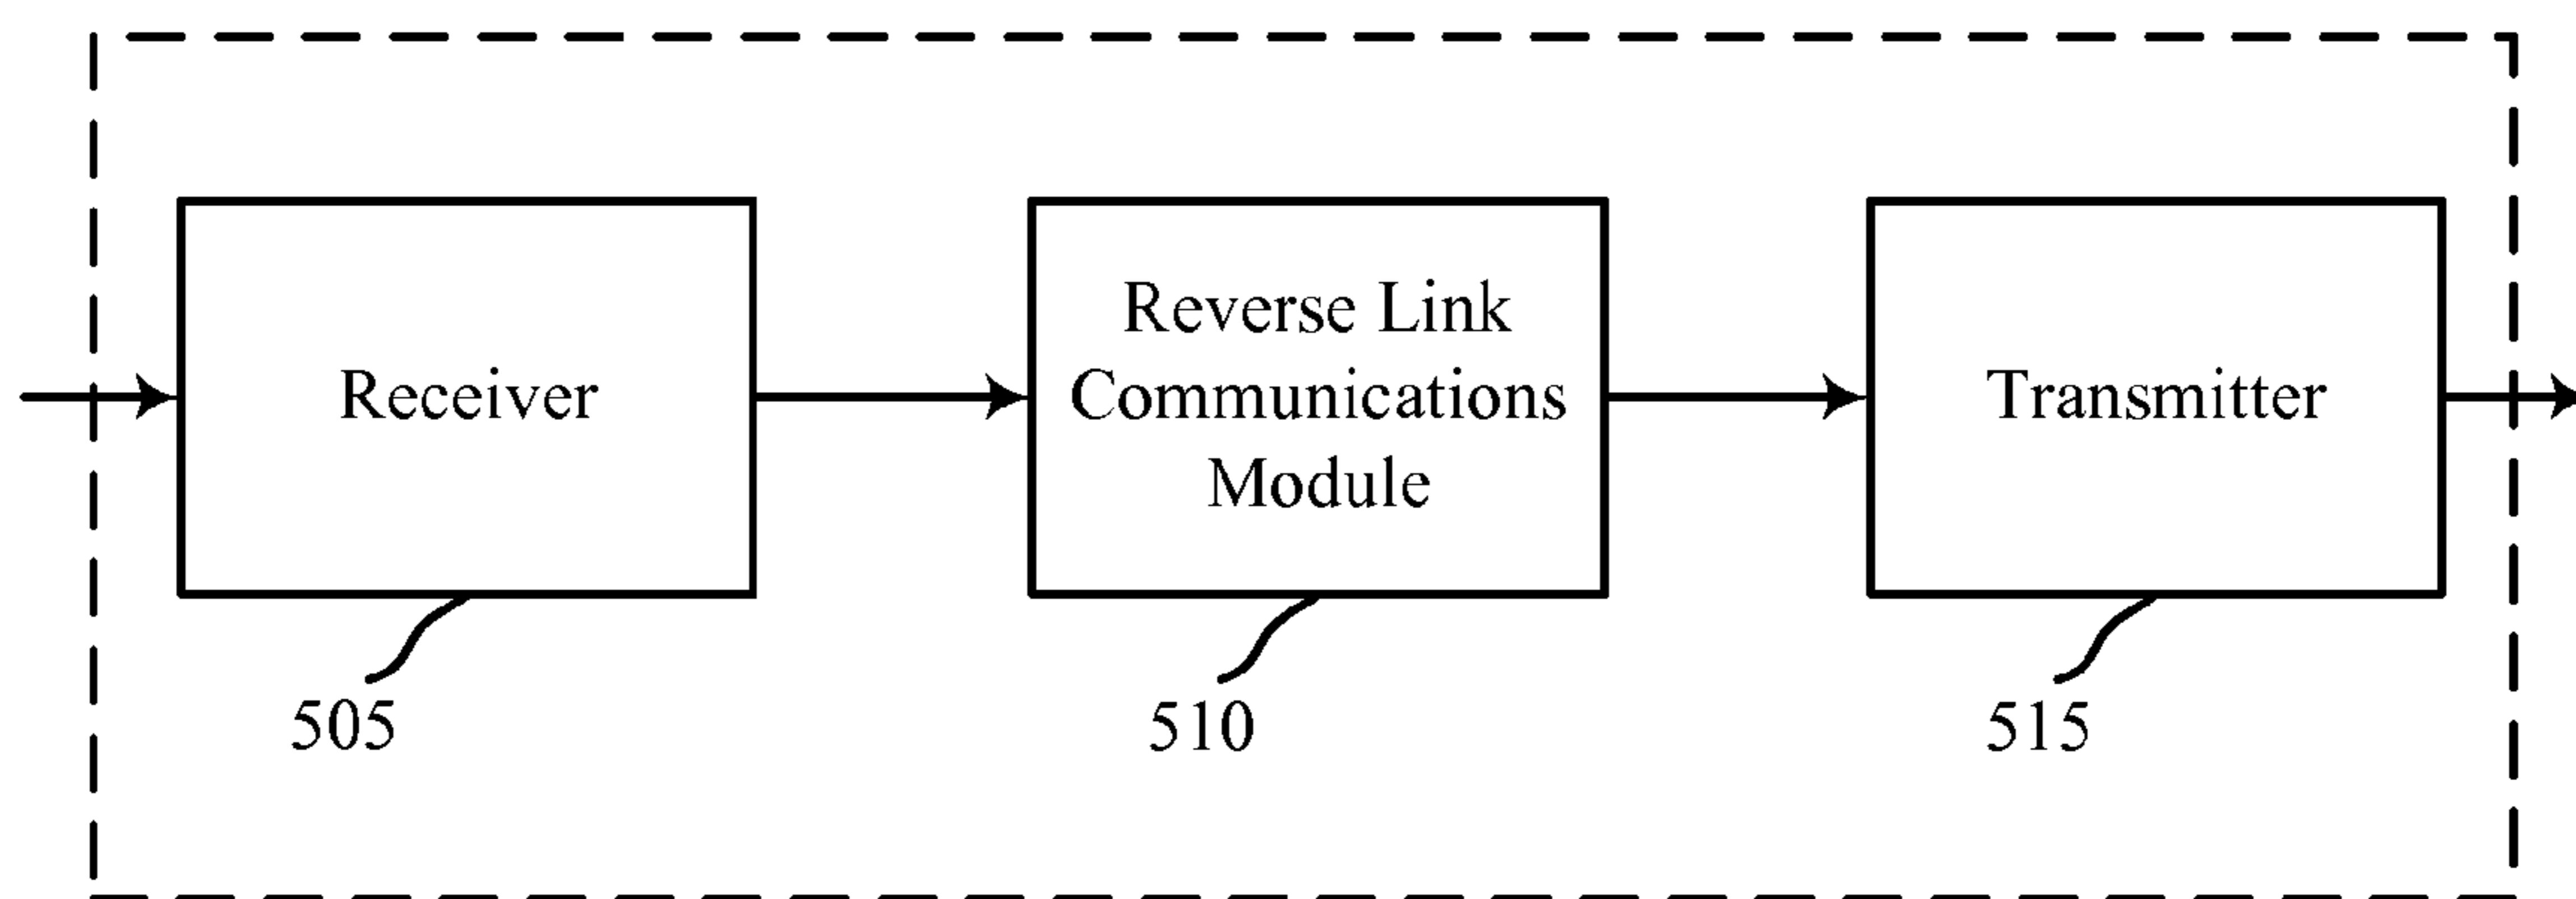 Receiver
Reverse Link
Communications
Module
Transmitter
505
510
515